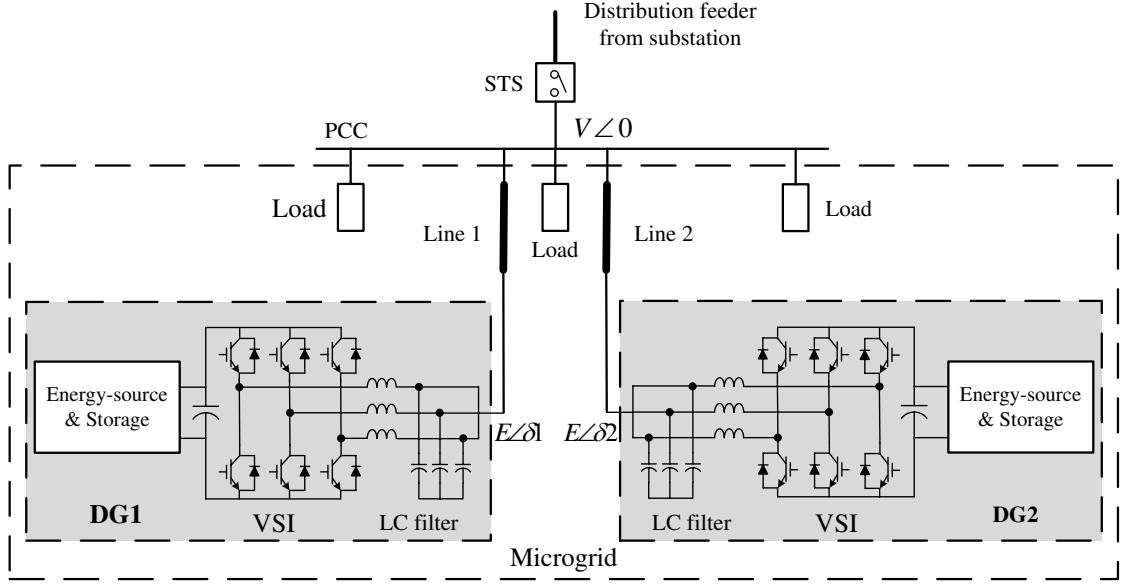 Distribution feeder
from substation
STS
PCC
V∠0
Load
Line 1
Load
Line 2
Load
Energy-source
& Storage
E∠δ1
E∠δ2
Energy-source
& Storage
DG1
VSI
LC filter
LC filter
VSI
DG2
Microgrid